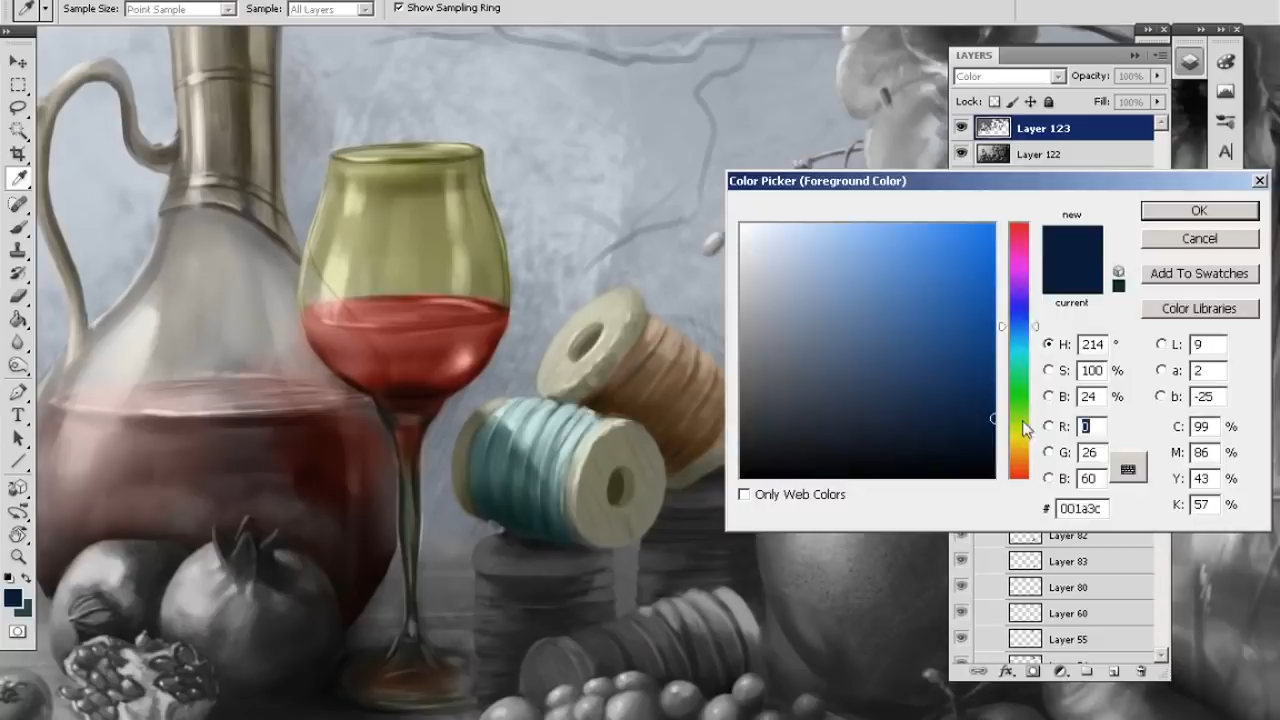 Sample Size: Point Sample Sample: All Layers Show Sampling Ring
LAYERS
Color Opacity: 100%
Lock: Fill: 100%
Layer 123
Layer 122
Color Picker (Foreground Color)
new
current
OK
Cancel
Add To Swatches
Color Libraries
H: 214 ° L: 9
S: 100 % a: 2
B: 24 % b: -25
R: 0 C: 99 %
G: 26 M: 86 %
B: 60 Y: 43 %
# 001a3c K: 57 %
Only Web Colors
Layer 82
Layer 83
Layer 80
Layer 60
Layer 55